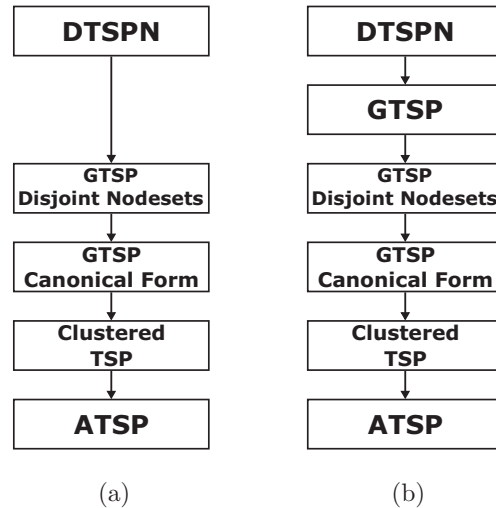 DTSPN
GTSP
Disjoint Nodesets
GTSP
Canonical Form
Clustered
TSP
ATSP
(a)
DTSPN
GTSP
GTSP
Disjoint Nodesets
GTSP
Canonical Form
Clustered
TSP
ATSP
(b)